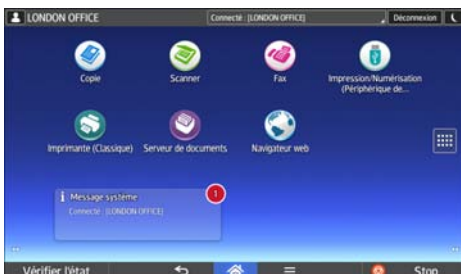 LONDON OFFICE
Connecté : [LONDON OFFICE]
Déconnexion
Copie
Scanner
Fax
Impression/Numérisation
(Périphérique de...
Imprimante (Classique)
Serveur de documents
Navigateur web
i Message système
1
Connecté : [LONDON OFFICE]
Vérifier l'état
Stop